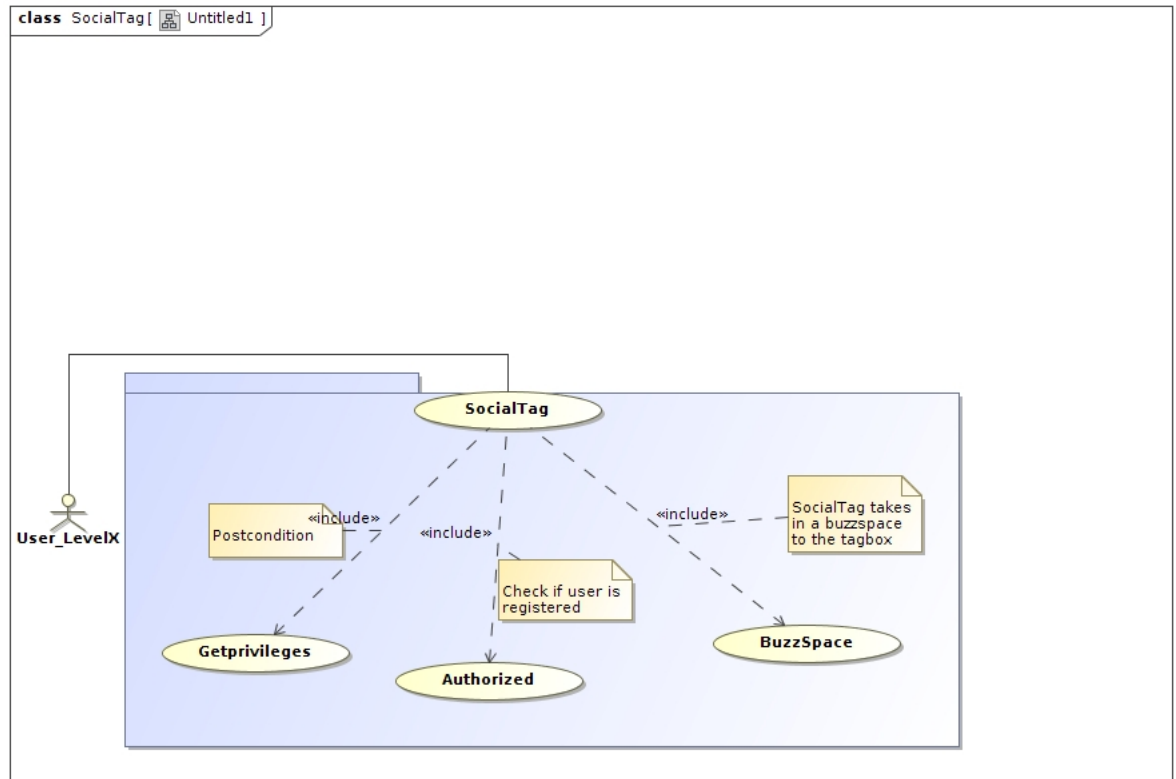 class SocialTag [ Untitled1 ]
SocialTag
«include»
Postcondition
«include»
«include»
SocialTag takes
in a buzzspace
to the tagbox
User_LevelX
Check if user is
registered
Getprivileges
Authorized
BuzzSpace